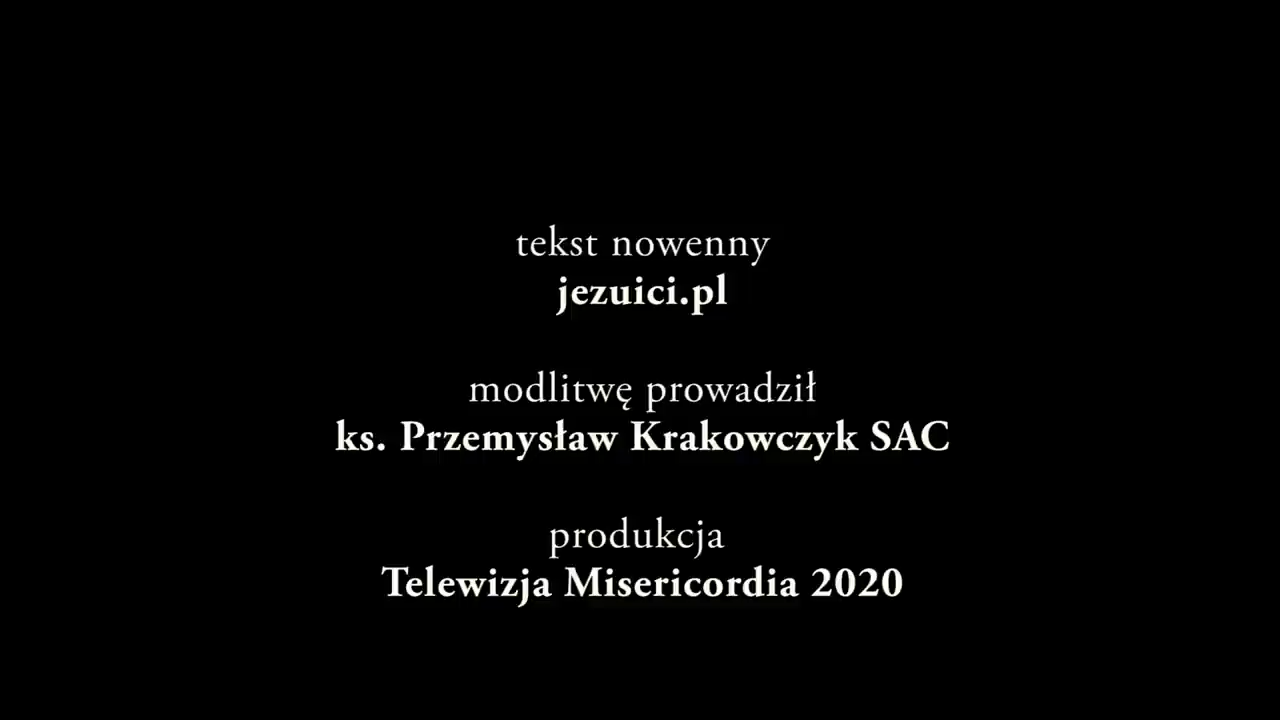 tekst nowenny
jezuici.pl
modlitwę prowadził
ks. Przemysław Krakowczyk SAC
produkcja
Telewizja Misericordia 2020